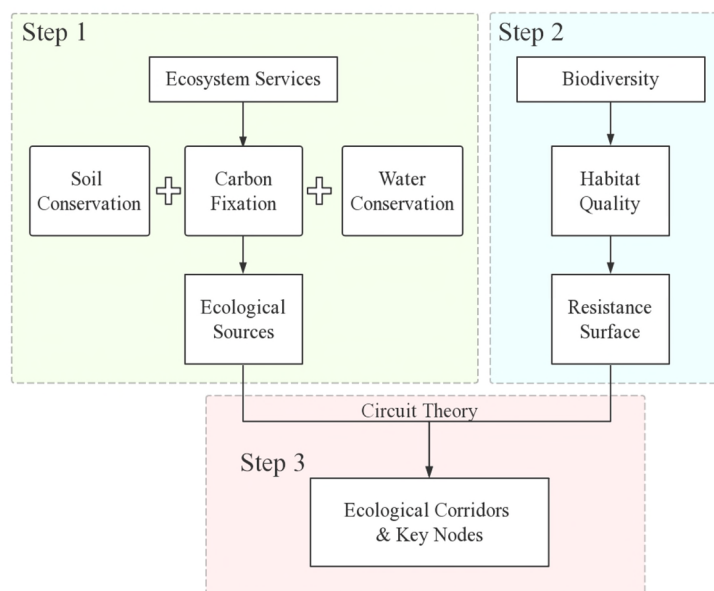 Step 1
Ecosystem Services
Soil
Conservation
Carbon
Fixation
Water
Conservation
Ecological
Sources
Step 2
Biodiversity
Habitat
Quality
Resistance
Surface
Circuit Theory
Step 3
Ecological Corridors
& Key Nodes